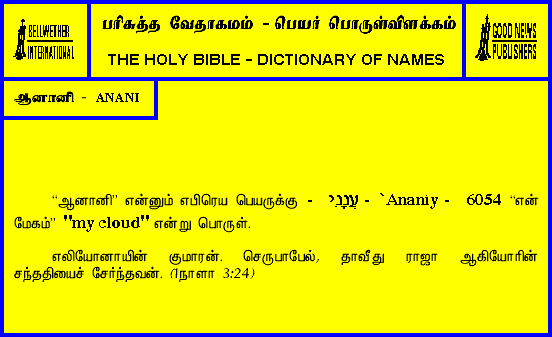 BELLWETHER
INTERNATIONAL
பரிசுத்த வேதாகமம் - பெயர் பொருள்விளக்கம்
THE HOLY BIBLE - DICTIONARY OF NAMES
GOOD NEWS
PUBLISHERS
ஆனானி - ANANI
“ஆனானி” என்னும் எபிரெய பெயருக்கு - עֲנָנִי - `Ananiy - 6054 “என்
மேகம்” "my cloud" என்று பொருள்.
எலியோனாயின் குமாரன். செருபாபேல், தாவீது ராஜா ஆகியோரின்
சந்ததியைச் சேர்ந்தவன். (1நாளா 3:24)